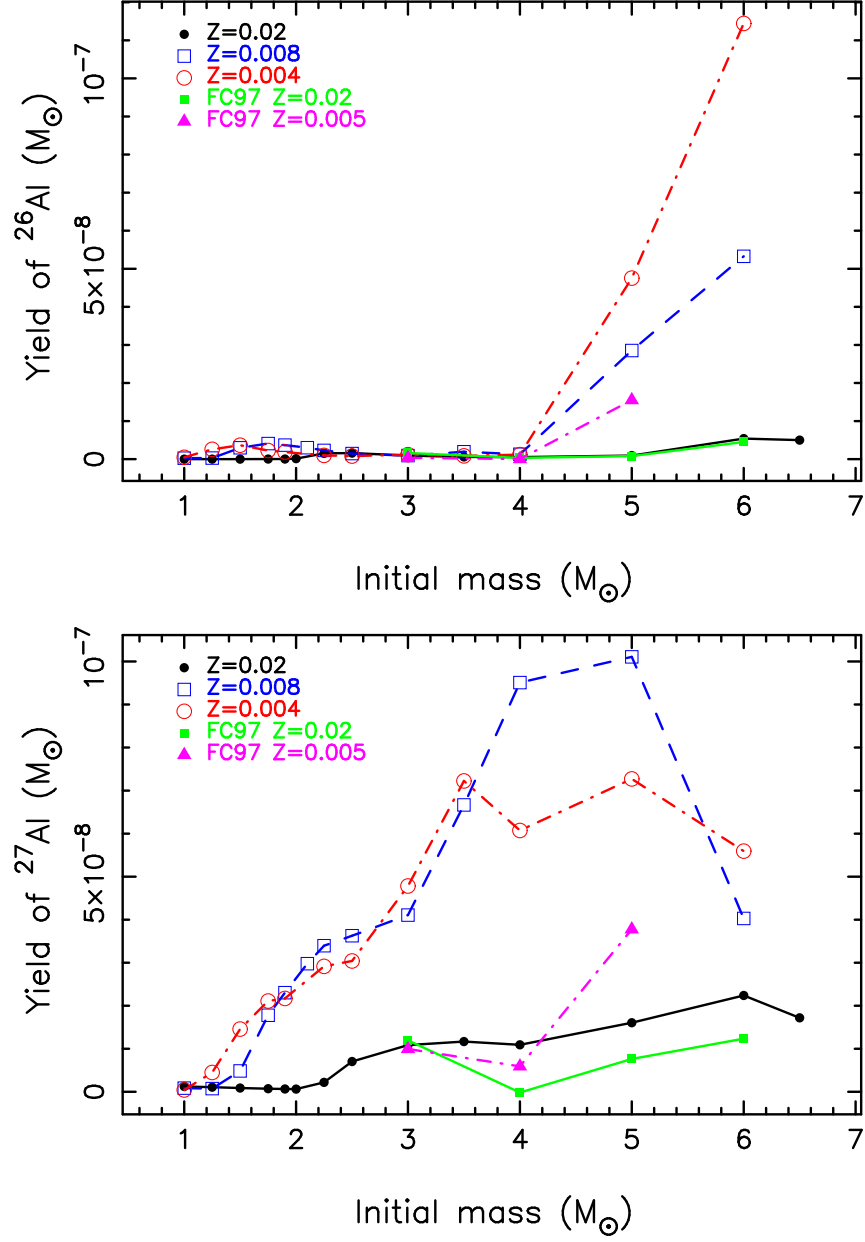 Z=0.02
Z=0.008
Z=0.004
FC97 Z=0.02
FC97 Z=0.005
Yield of ²⁶Al (M☉)
10⁻⁷
5×10⁻⁸
0
1 2 3 4 5 6 7
Initial mass (M☉)
Z=0.02
Z=0.008
Z=0.004
FC97 Z=0.02
FC97 Z=0.005
Yield of ²⁷Al (M☉)
10⁻⁷
5×10⁻⁸
0
1 2 3 4 5 6 7
Initial mass (M☉)